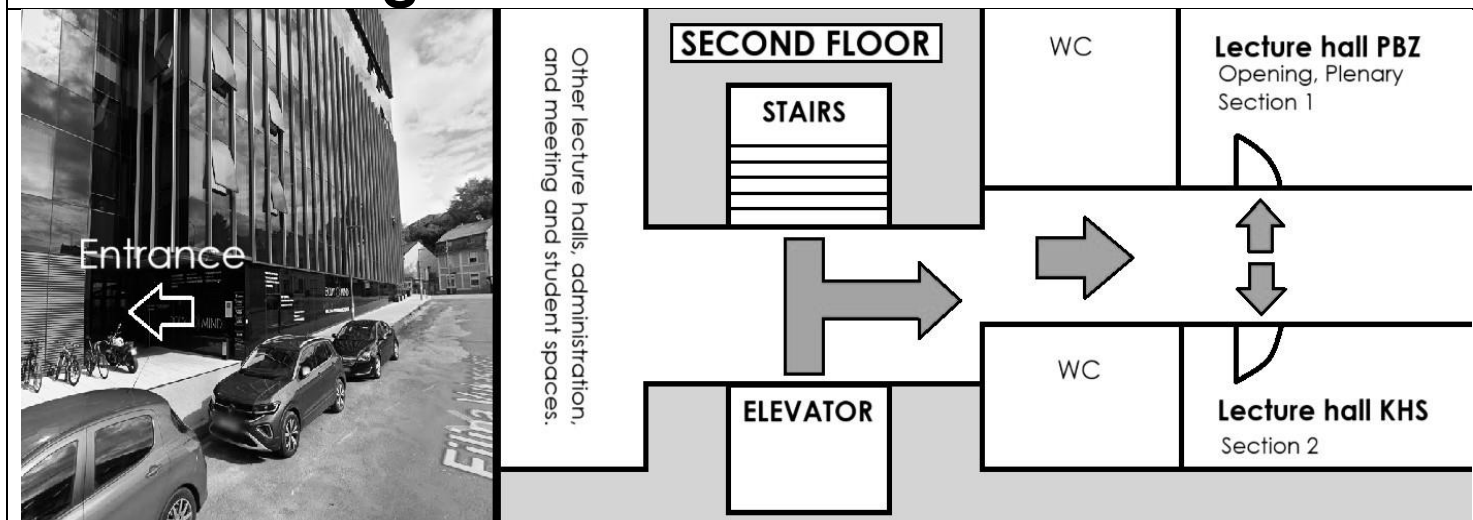 Entrance
Other lecture halls, administration,
and meeting and student spaces.
SECOND FLOOR
STAIRS
ELEVATOR
WC
WC
Lecture hall PBZ
Opening, Plenary
Section 1
Lecture hall KHS
Section 2